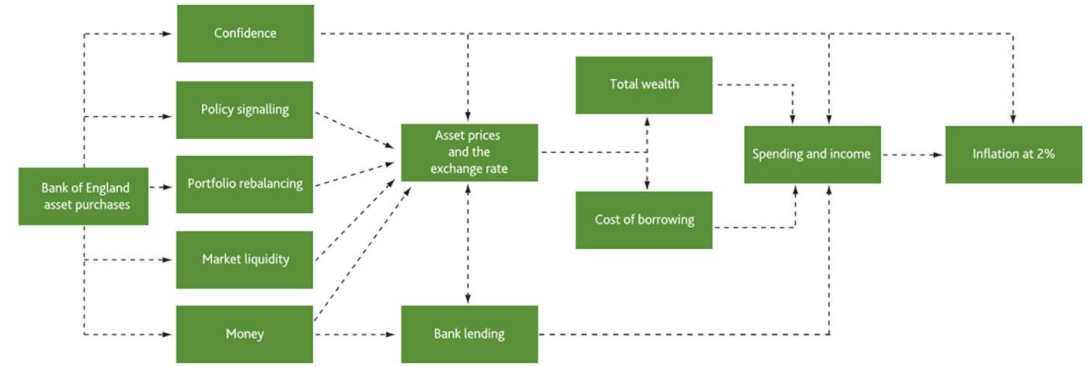 Confidence
Policy signalling
Bank of England
asset purchases
Portfolio rebalancing
Market liquidity
Money
Asset prices
and the
exchange rate
Bank lending
Total wealth
Cost of borrowing
Spending and income
Inflation at 2%